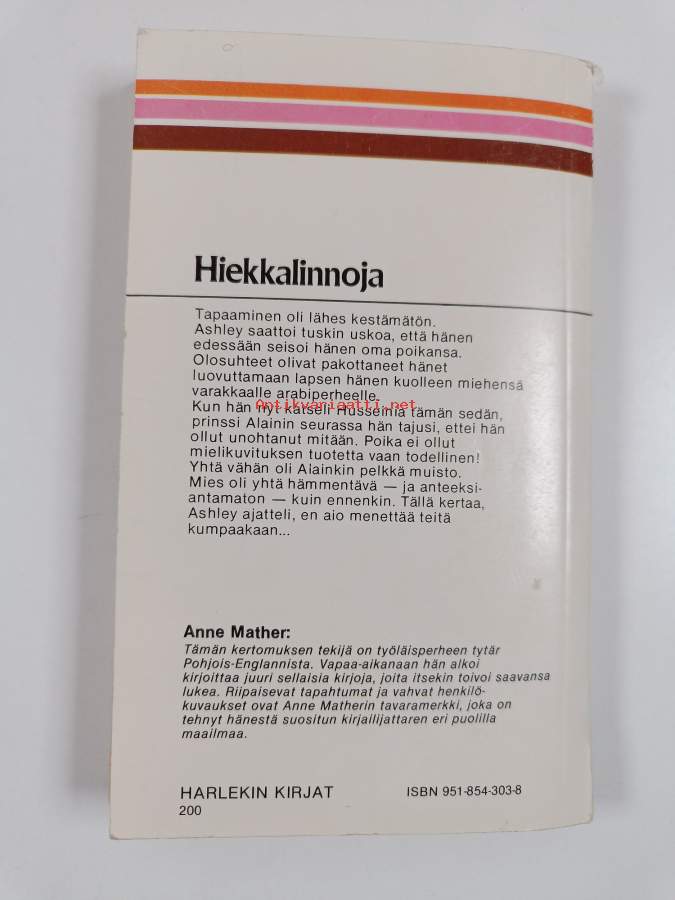 Hiekkalinnoja
Tapaaminen oli lähes kestämätön.
Ashley saattoi tuskin uskoa, että hänen
edessään seisoi hänen oma poikansa.
Olosuhteet olivat pakottaneet hänet
luovuttamaan lapsen hänen kuolleen miehensä
varakkaalle arabiperheelle.
Antikvariaatti.net
Kun hän nyt katseli Husseinia tämän sedän,
prinssi Alainin seurassa hän tajusi, ettei hän
ollut unohtanut mitään. Poika ei ollut
mielikuvituksen tuotetta vaan todellinen!
Yhtä vähän oli Alainkin pelkkä muisto.
Mies oli yhtä hämmentävä — ja anteeksi-
antamaton — kuin ennenkin. Tällä kertaa,
Ashley ajatteli, en aio menettää teitä
kumpaakaan...
Anne Mather:
Tämän kertomuksen tekijä on työläisperheen tytär
Pohjois-Englannista. Vapaa-aikanaan hän alkoi
kirjoittaa juuri sellaisia kirjoja, joita itsekin toivoi saavansa
lukea. Riipaisevat tapahtumat ja vahvat henkilö-
kuvaukset ovat Anne Matherin tavaramerkki, joka on
tehnyt hänestä suositun kirjailijattaren eri puolilla
maailmaa.
HARLEKIN KIRJAT
ISBN 951-854-303-8
200